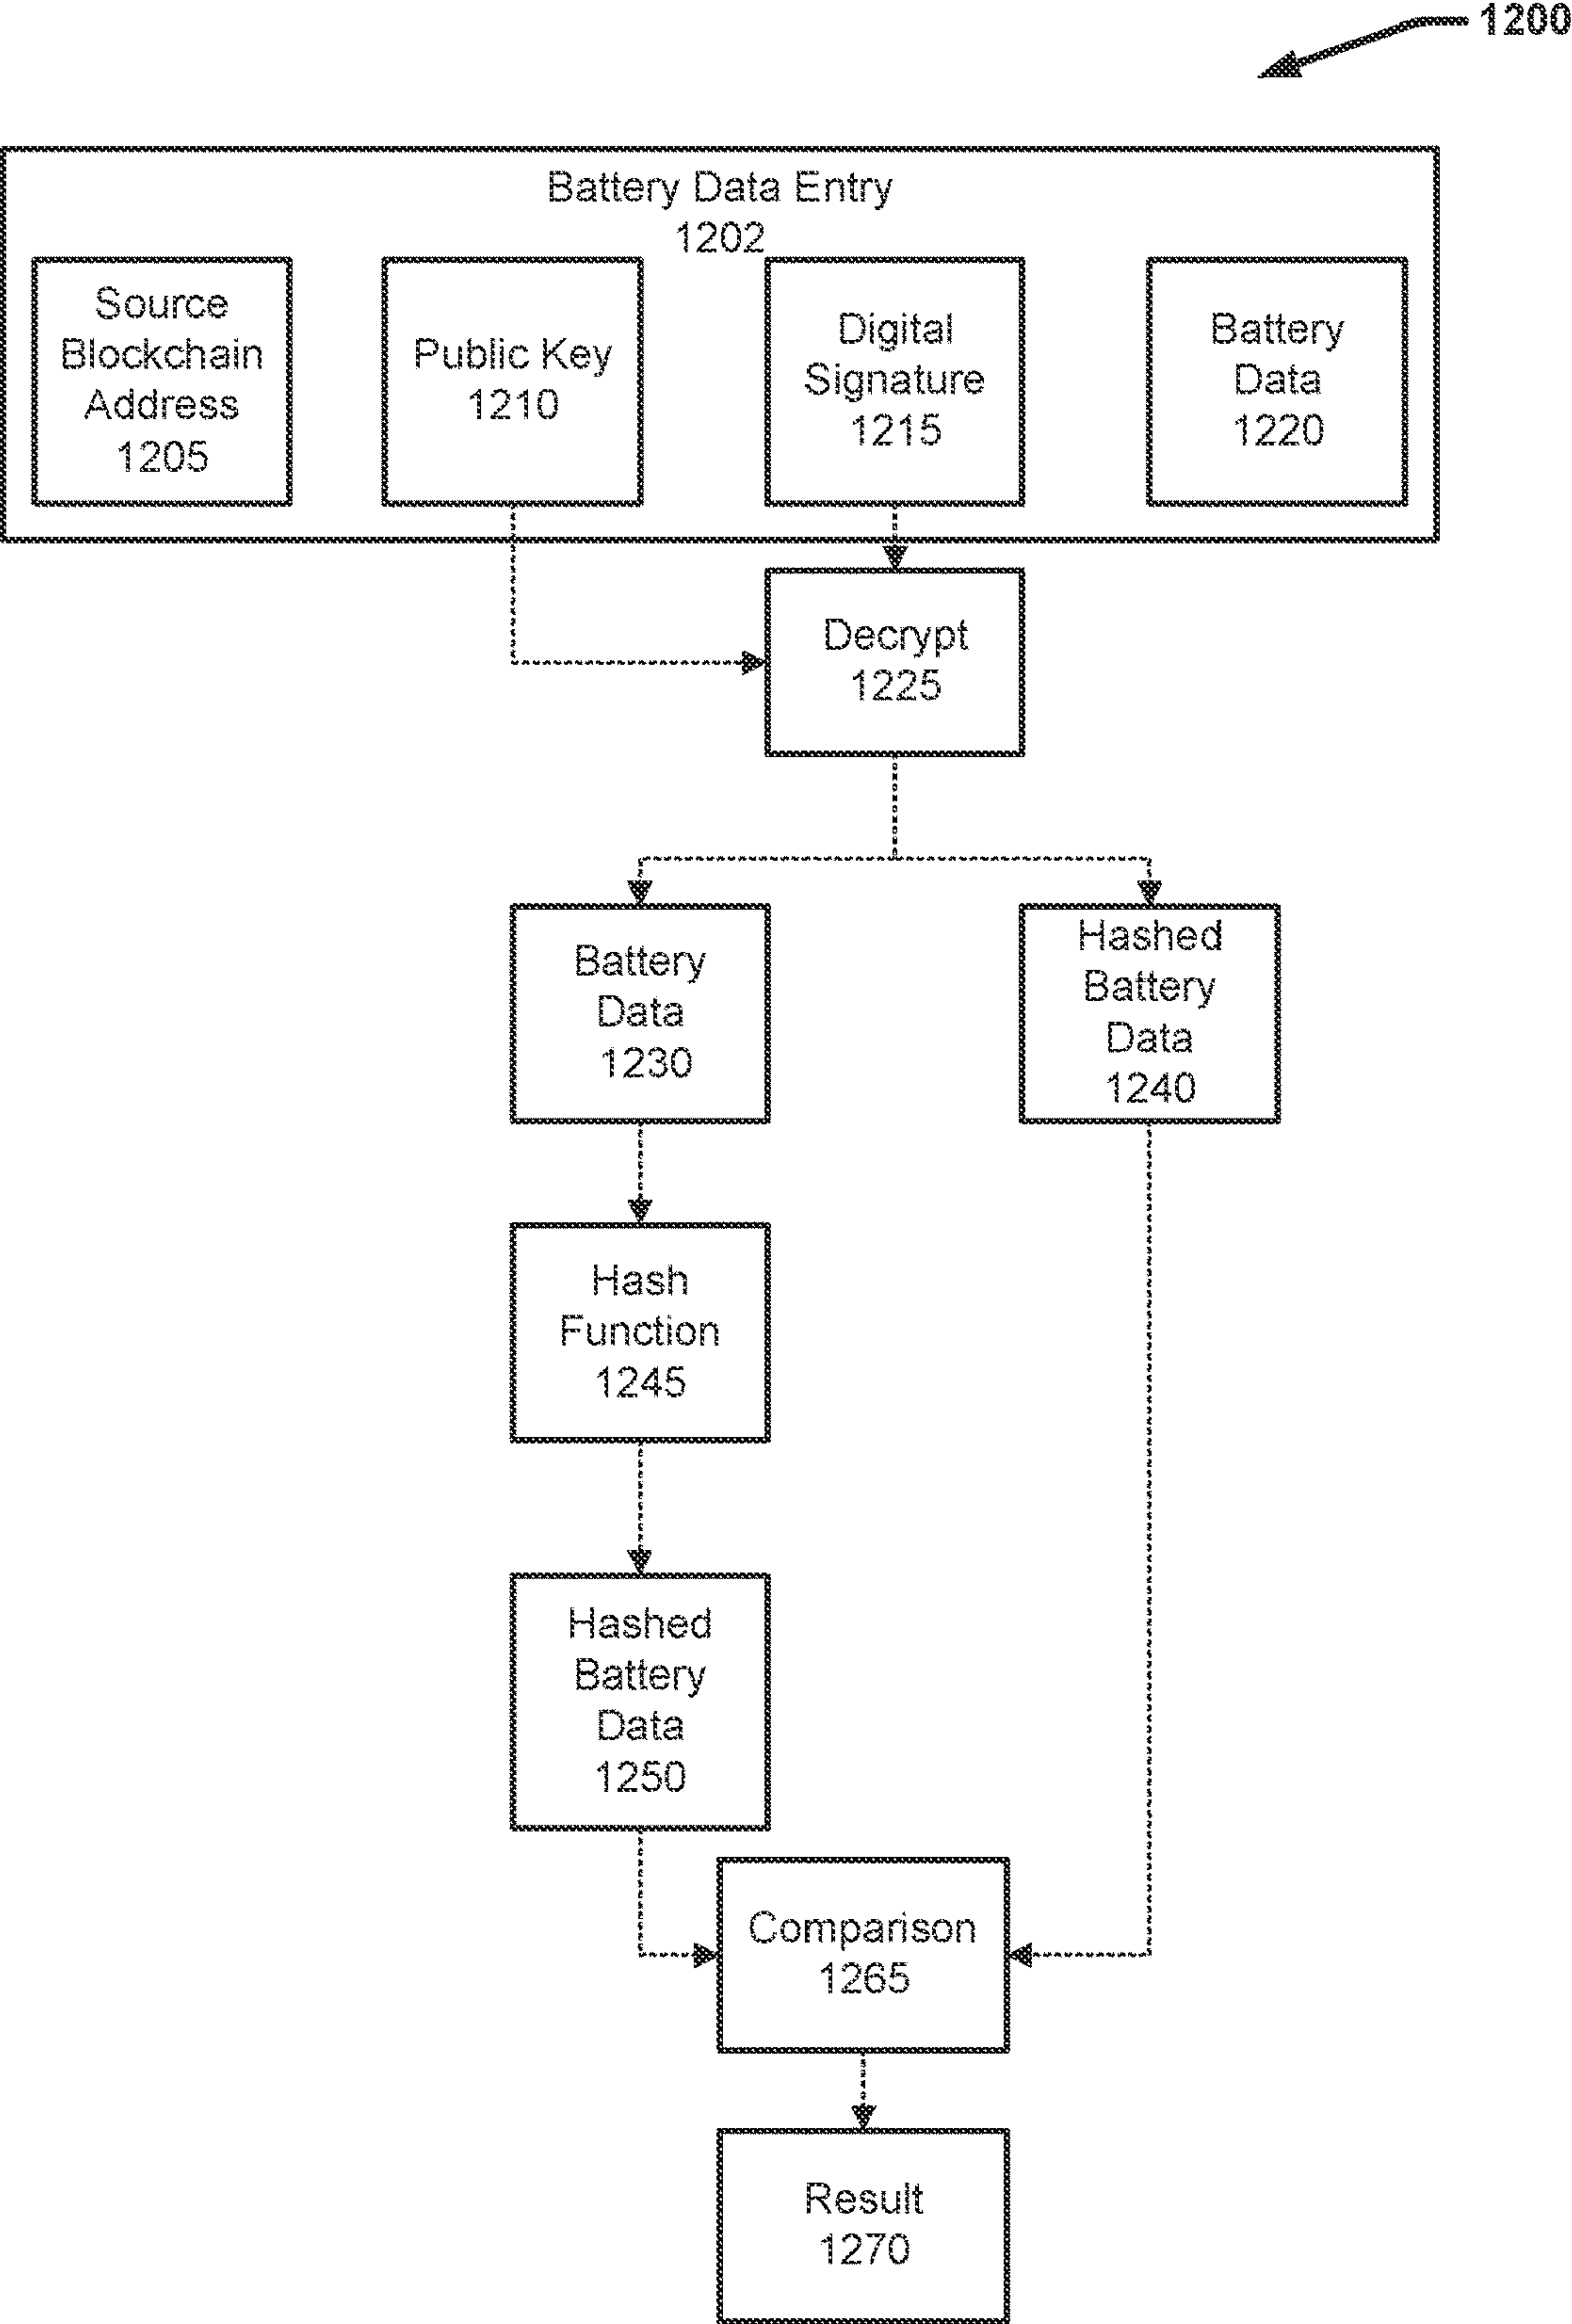 1200
Battery Data Entry
1202
Source
Blockchain
Address
1205
Public Key
1210
Digital
Signature
1215
Battery
Data
1220
Decrypt
1225
Battery
Data
1230
Hashed
Battery
Data
1240
Hash
Function
1245
Hashed
Battery
Data
1250
Comparison
1265
Result
1270